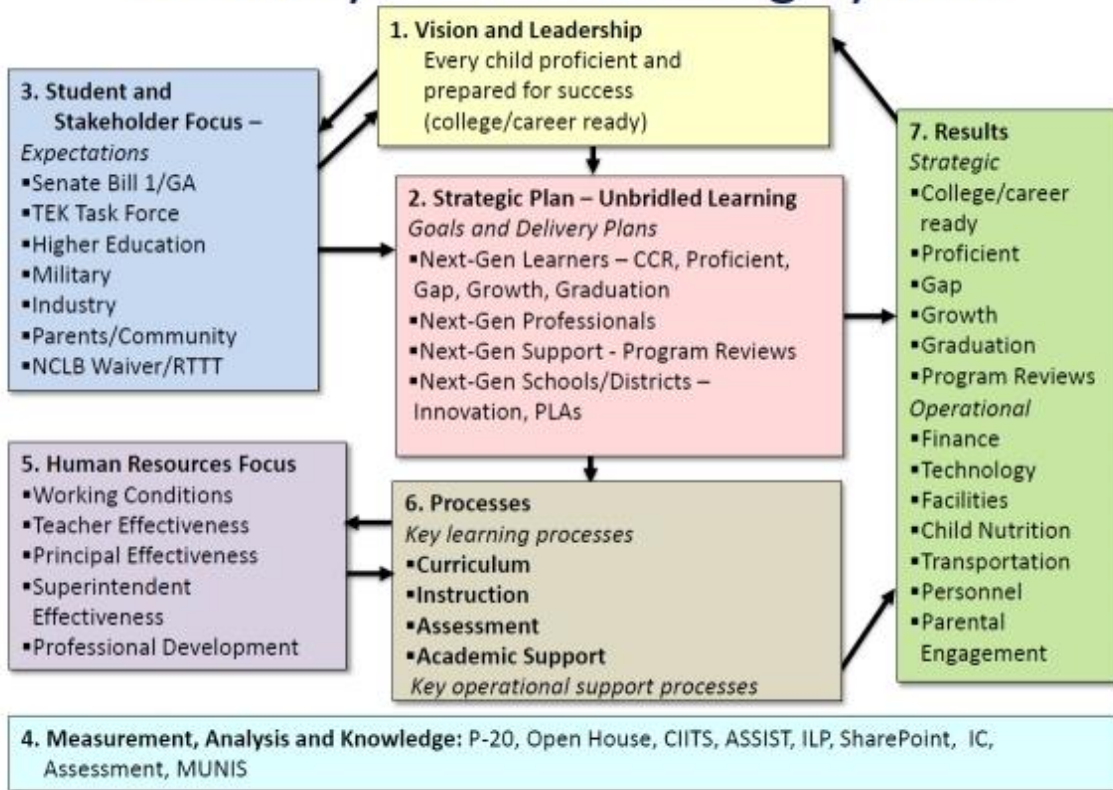 1. Vision and Leadership
Every child proficient and
prepared for success
(college/career ready)
3. Student and
Stakeholder Focus –
Expectations
▪Senate Bill 1/GA
▪TEK Task Force
▪Higher Education
▪Military
▪Industry
▪Parents/Community
▪NCLB Waiver/RTTT
2. Strategic Plan – Unbridled Learning
Goals and Delivery Plans
▪Next-Gen Learners – CCR, Proficient,
Gap, Growth, Graduation
▪Next-Gen Professionals
▪Next-Gen Support - Program Reviews
▪Next-Gen Schools/Districts –
Innovation, PLAs
7. Results
Strategic
▪College/career
ready
▪Proficient
▪Gap
▪Growth
▪Graduation
▪Program Reviews
Operational
▪Finance
▪Technology
▪Facilities
▪Child Nutrition
▪Transportation
▪Personnel
▪Parental
Engagement
5. Human Resources Focus
▪Working Conditions
▪Teacher Effectiveness
▪Principal Effectiveness
▪Superintendent
Effectiveness
▪Professional Development
6. Processes
Key learning processes
▪Curriculum
▪Instruction
▪Assessment
▪Academic Support
Key operational support processes
4. Measurement, Analysis and Knowledge: P-20, Open House, CIITS, ASSIST, ILP, SharePoint, IC,
Assessment, MUNIS